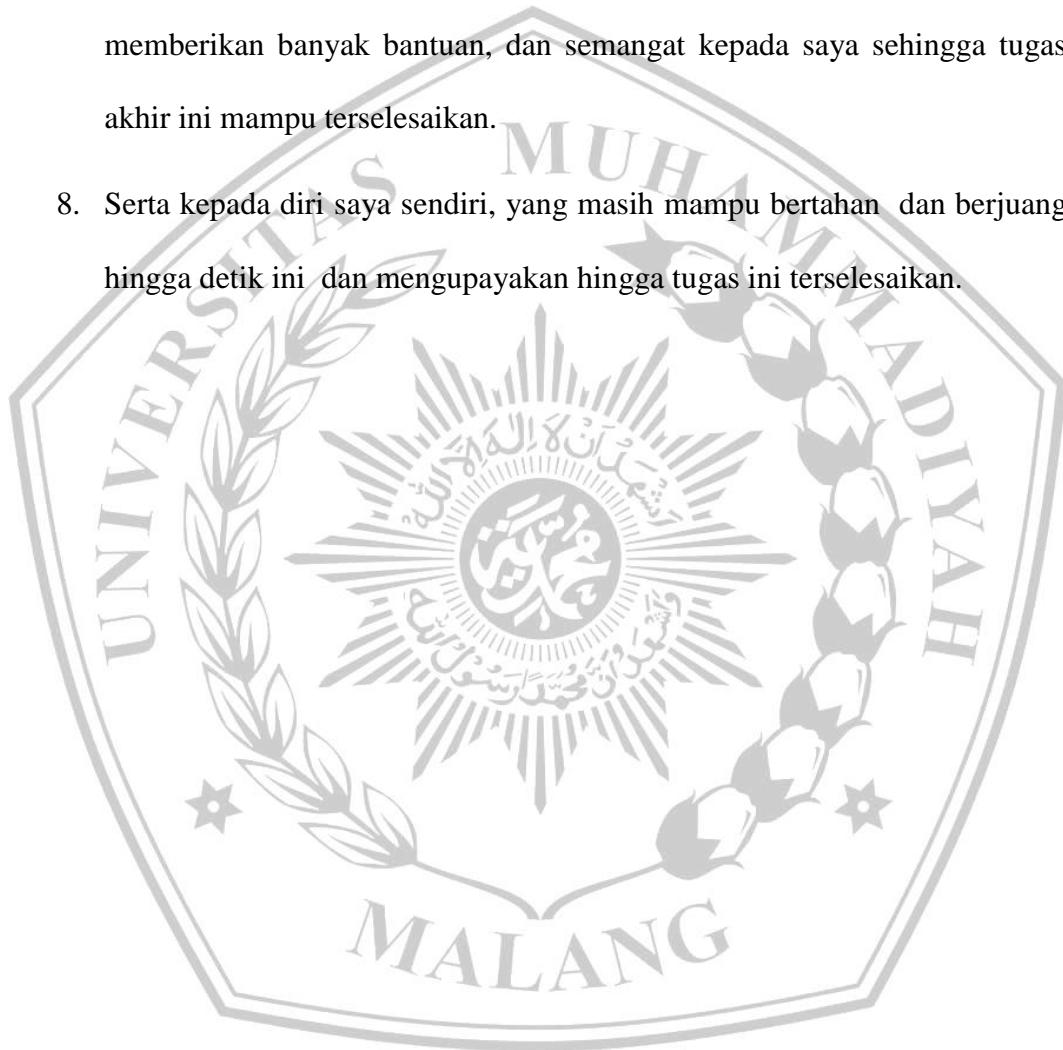 memberikan banyak bantuan, dan semangat kepada saya sehingga tugas
akhir ini mampu terselesaikan.
8. Serta kepada diri saya sendiri, yang masih mampu bertahan dan berjuang
hingga detik ini dan mengupayakan hingga tugas ini terselesaikan.
UNIVERSITAS MUHAMMADIYAH
MALANG